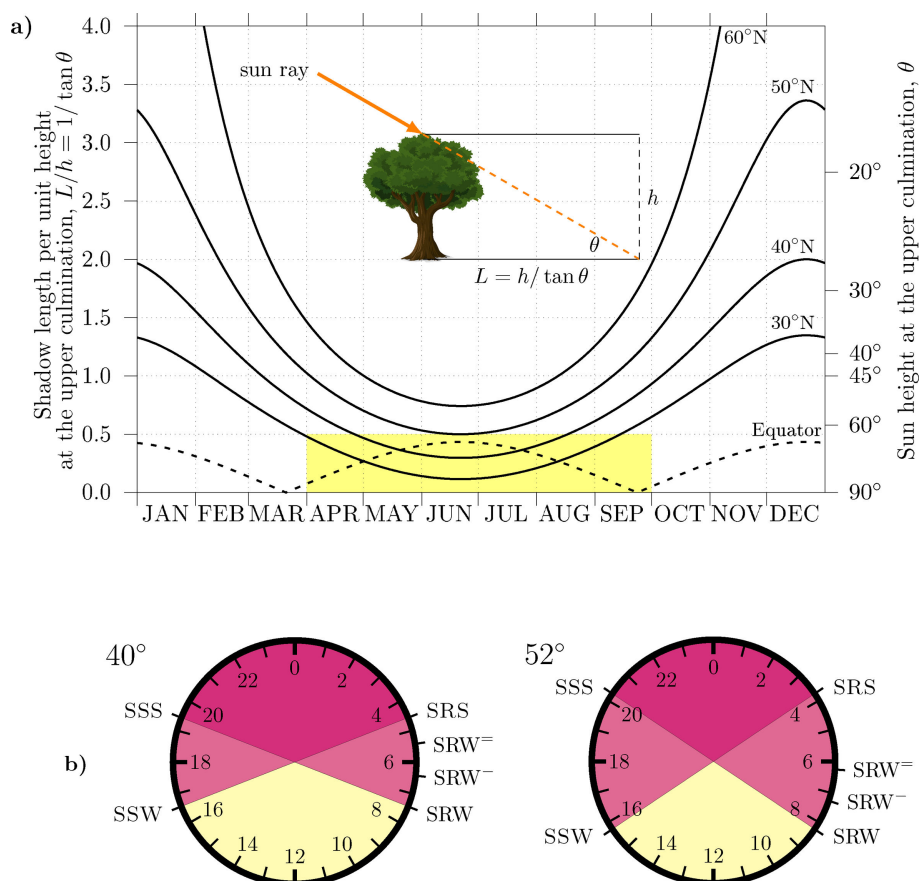 a)
Shadow length per unit height
at the upper culmination, L/h = 1/ tan θ
4.0
3.5
3.0
2.5
2.0
1.5
1.0
0.5
0.0
sun ray
θ
h
L = h/ tan θ
60°N
50°N
40°N
30°N
Equator
20°
30°
40°
45°
60°
90°
Sun height at the upper culmination, θ
JAN FEB MAR APR MAY JUN JUL AUG SEP OCT NOV DEC
b)
40°
0
2
4
6
8
10
12
14
16
18
20
22
SSS
SSW
SRS
SRW=
SRW−
SRW
52°
0
2
4
6
8
10
12
14
16
18
20
22
SSS
SSW
SRS
SRW=
SRW−
SRW